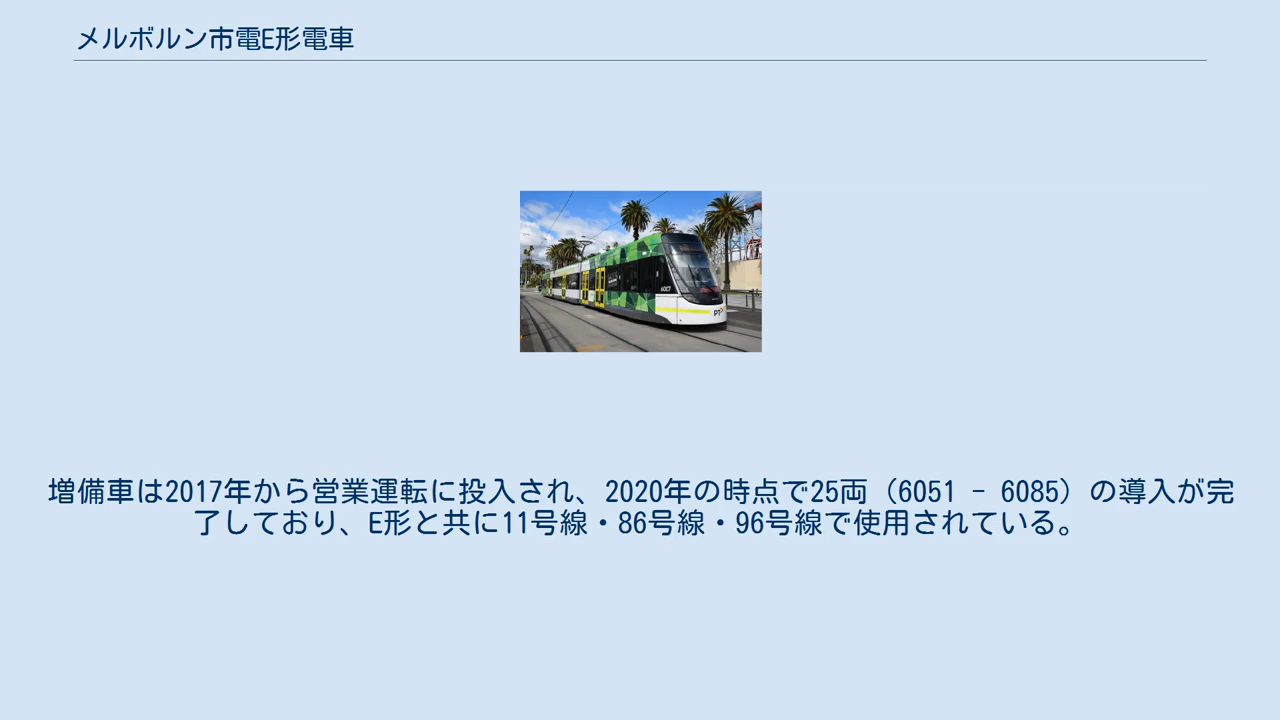 メルボルン市電E形電車
増備車は2017年から営業運転に投入され、2020年の時点で25両（6051 - 6085）の導入が完
了しており、E形と共に11号線・86号線・96号線で使用されている。